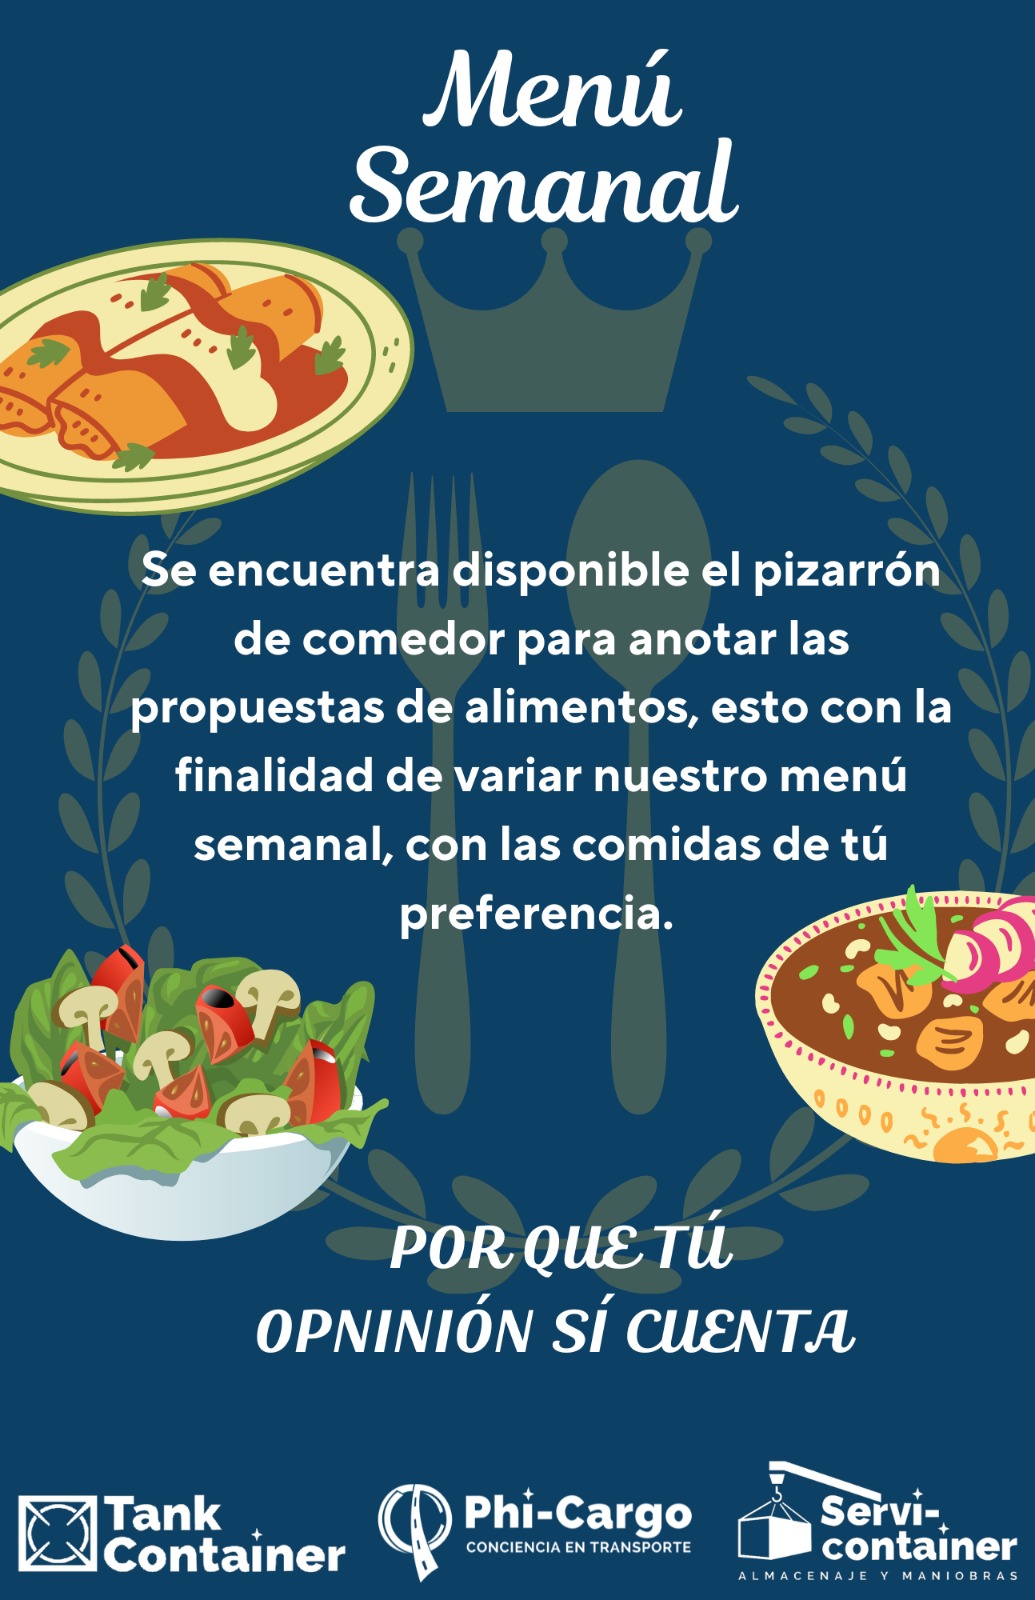 Menú
Semanal
Se encuentra disponible el pizarrón
de comedor para anotar las
propuestas de alimentos, esto con la
finalidad de variar nuestro menú
semanal, con las comidas de tú
preferencia.
POR QUE TÚ
OPNINIÓN SÍ CUENTA
Tank
Container
Phi-Cargo
CONCIENCIA EN TRANSPORTE
Servi-
container
ALMACENAJE Y MANIOBRAS